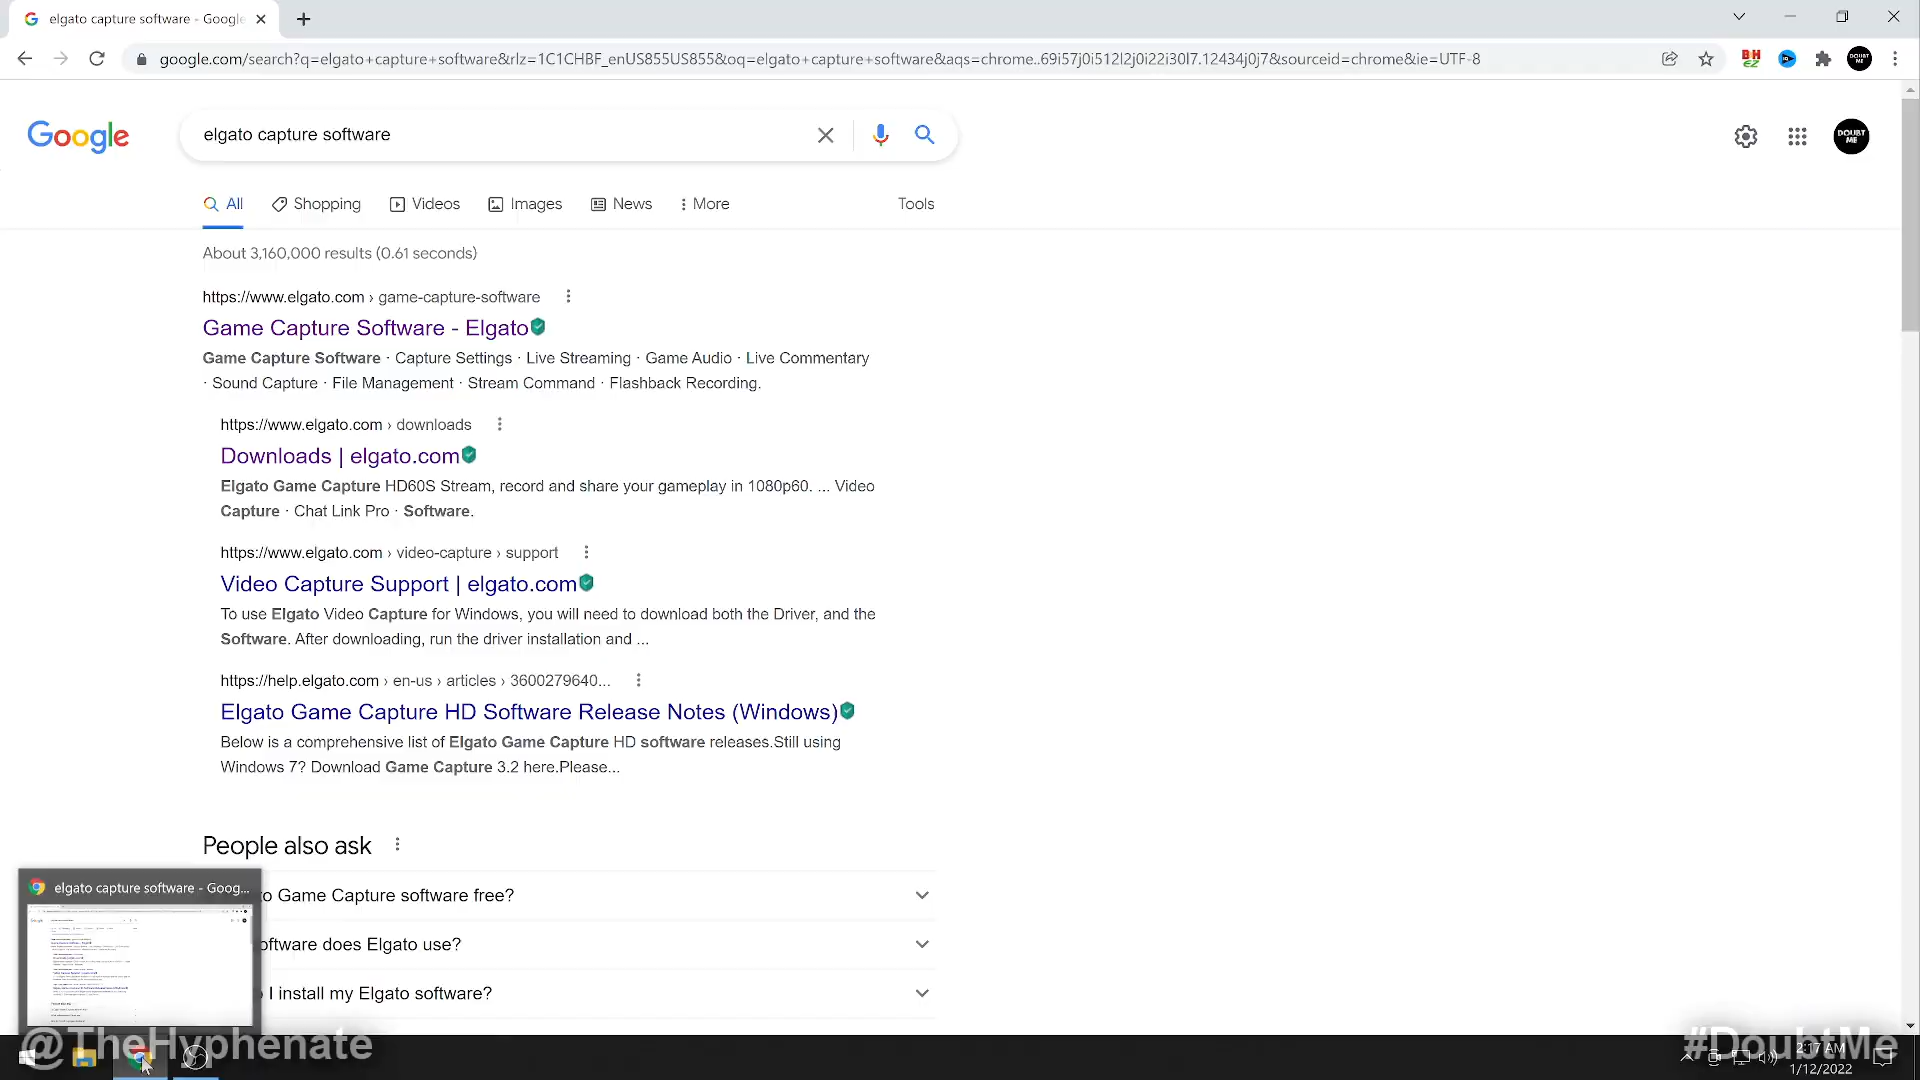 elgato capture software - Google
google.com/search?q=elgato+capture+software&rlz=1C1CHBF_enUS855US855&oq=elgato+capture+software&aqs=chrome..69i57j0i512l2j0i22i30l7.12434j0j7&sourceid=chrome&ie=UTF-8
BH
EZ
DOUBT
ME
Google
elgato capture software
DOUBT
ME
All
Shopping
Videos
Images
News
More
Tools
About 3,160,000 results (0.61 seconds)
https://www.elgato.com › game-capture-software
Game Capture Software - Elgato
Game Capture Software · Capture Settings · Live Streaming · Game Audio · Live Commentary
· Sound Capture · File Management · Stream Command · Flashback Recording.
https://www.elgato.com › downloads
Downloads | elgato.com
Elgato Game Capture HD60S Stream, record and share your gameplay in 1080p60. ... Video
Capture · Chat Link Pro · Software.
https://www.elgato.com › video-capture › support
Video Capture Support | elgato.com
To use Elgato Video Capture for Windows, you will need to download both the Driver, and the
Software. After downloading, run the driver installation and ...
https://help.elgato.com › en-us › articles › 3600279640...
Elgato Game Capture HD Software Release Notes (Windows)
Below is a comprehensive list of Elgato Game Capture HD software releases.Still using
Windows 7? Download Game Capture 3.2 here.Please...
People also ask
elgato capture software - Goog...
to Game Capture software free?
oftware does Elgato use?
I install my Elgato software?
@TheHyphenate
#DoubtMe
2:17 AM
1/12/2022